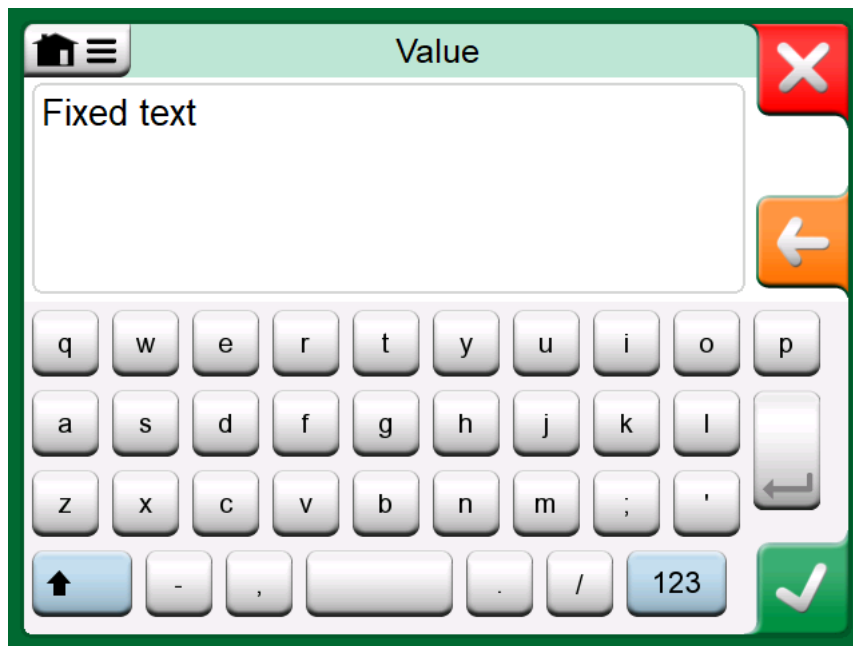 Value
Fixed text
q w e r t y u i o p
a s d f g h j k l
z x c v b n m ; '
- , . / 123